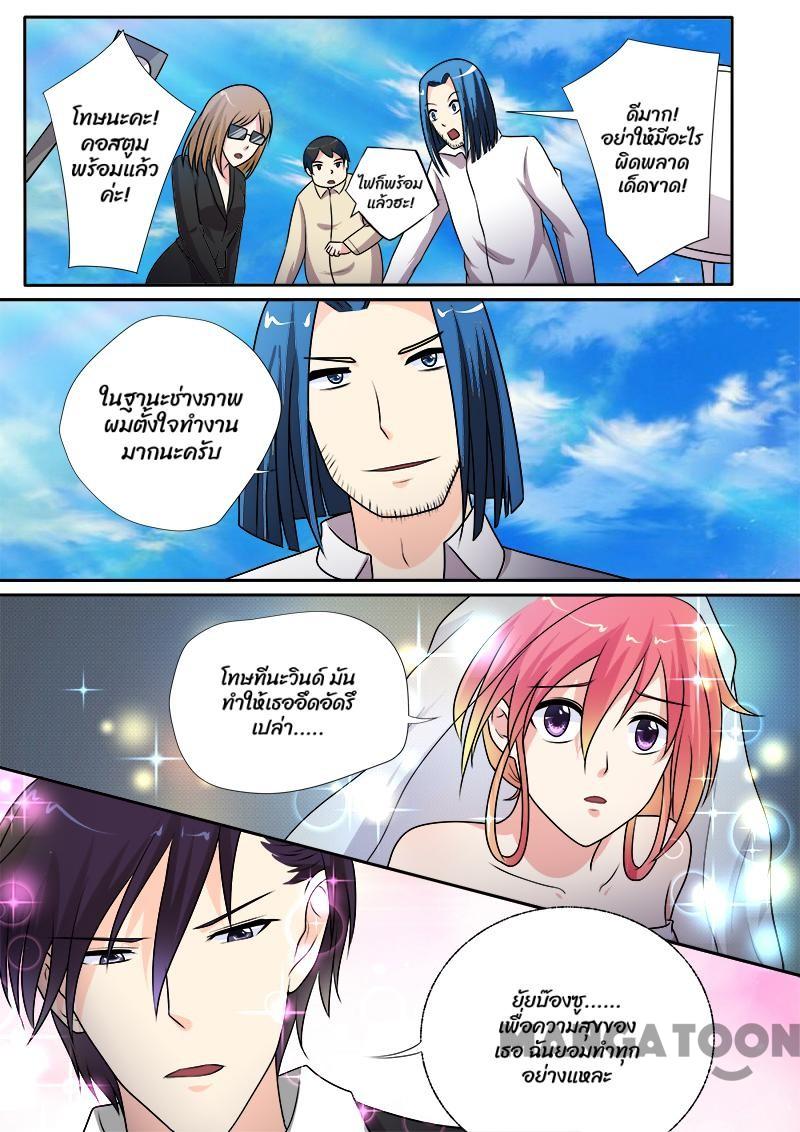 โทษนะคะ!
คอสตูม
พร้อมแล้ว
ค่ะ!
ไฟก็พร้อม
แล้วฮะ!
ดีมาก!
อย่าให้มีอะไร
ผิดพลาด
เด็ดขาด!
ในฐานะช่างภาพ
ผมตั้งใจทำงาน
มากนะครับ
โทษทีนะวินด์ มัน
ทำให้เธออึดอัดรึ
เปล่า.....
ยัยบ๊องซู......
เพื่อความสุขของ
เธอ ฉันยอมทำทุก
อย่างแหละ
MANGATOON